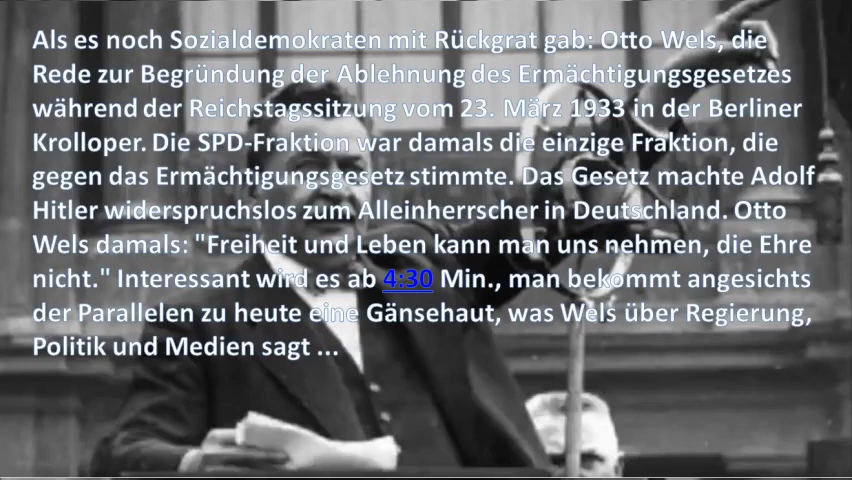 Als es noch Sozialdemokraten mit Rückgrat gab: Otto Wels, die
Rede zur Begründung der Ablehnung des Ermächtigungsgesetzes
während der Reichstagssitzung vom 23. März 1933 in der Berliner
Krolloper. Die SPD-Fraktion war damals die einzige Fraktion, die
gegen das Ermächtigungsgesetz stimmte. Das Gesetz machte Adolf
Hitler widerspruchslos zum Alleinherrscher in Deutschland. Otto
Wels damals: "Freiheit und Leben kann man uns nehmen, die Ehre
nicht." Interessant wird es ab 4:30 Min., man bekommt angesichts
der Parallelen zu heute eine Gänsehaut, was Wels über Regierung,
Politik und Medien sagt ...